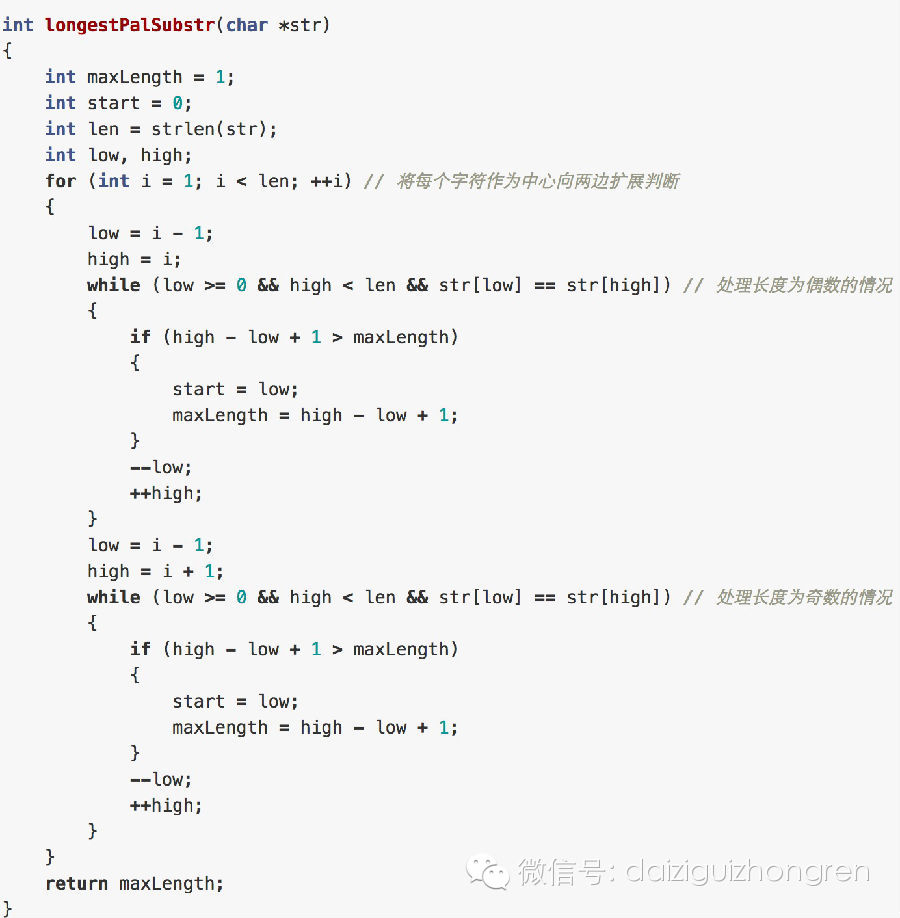 int longestPalSubstr(char *str)
{
    int maxLength = 1;
    int start = 0;
    int len = strlen(str);
    int low, high;
    for (int i = 1; i < len; ++i) // 将每个字符作为中心向两边扩展判断
    {
        low = i - 1;
        high = i;
        while (low >= 0 && high < len && str[low] == str[high]) // 处理长度为偶数的情况
        {
            if (high - low + 1 > maxLength)
            {
                start = low;
                maxLength = high - low + 1;
            }
            --low;
            ++high;
        }
        low = i - 1;
        high = i + 1;
        while (low >= 0 && high < len && str[low] == str[high]) // 处理长度为奇数的情况
        {
            if (high - low + 1 > maxLength)
            {
                start = low;
                maxLength = high - low + 1;
            }
            --low;
            ++high;
        }
    }
    return maxLength;
}
微信号: daiziguizhongren